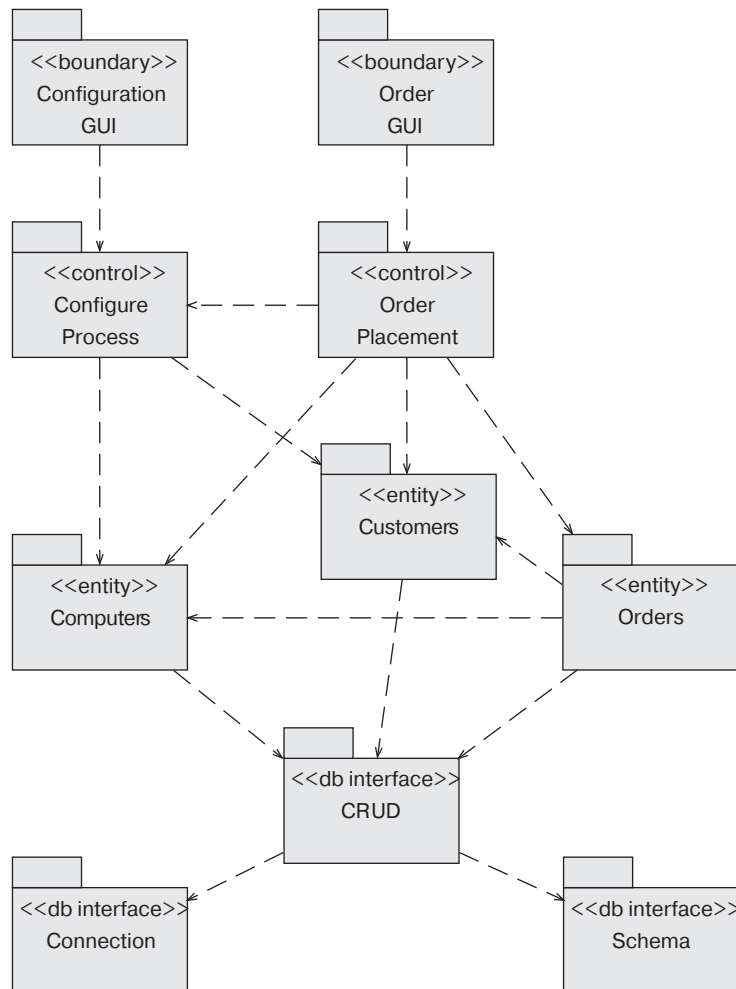 <<boundary>>
Configuration
GUI
<<boundary>>
Order
GUI
<<control>>
Configure
Process
<<control>>
Order
Placement
<<entity>>
Customers
<<entity>>
Computers
<<entity>>
Orders
<<db interface>>
CRUD
<<db interface>>
Connection
<<db interface>>
Schema